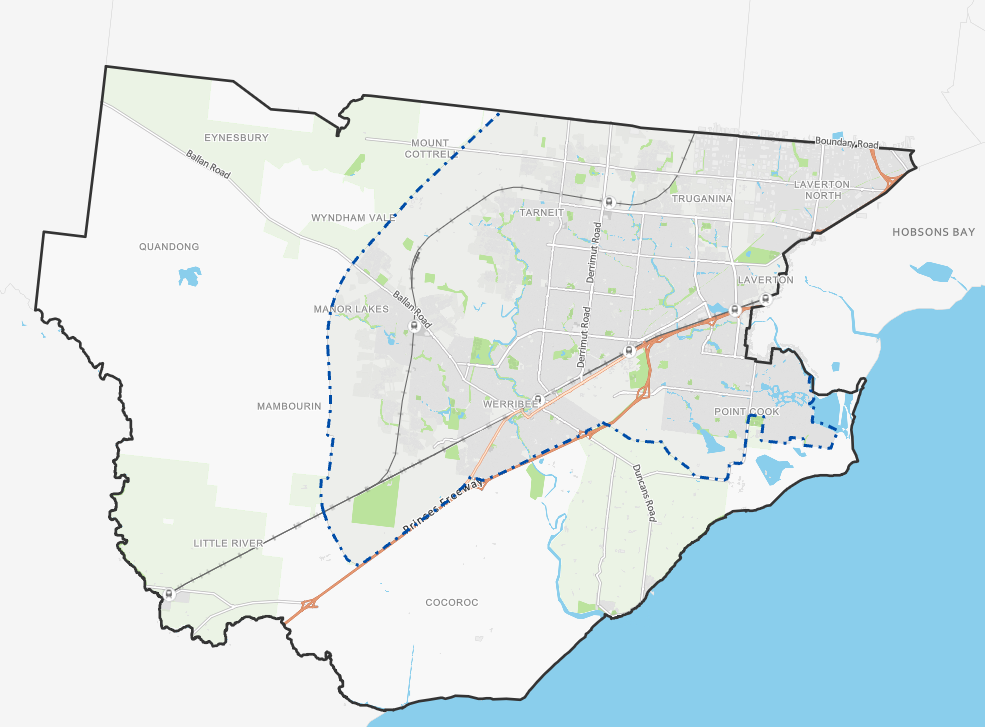 EYNESBURY
MOUNT
COTTRELL
Boundary Road
Ballan Road
LAVERTON
NORTH
TRUGANINA
TARNEIT
WYNDHAM VALE
HOBSONS BAY
QUANDONG
Derrimut Road
LAVERTON
MANOR LAKES
Ballan Road
Derrimut Road
MAMBOURIN
WERRIBEE
POINT COOK
Duncans Road
Princes Freeway
LITTLE RIVER
COCOROC